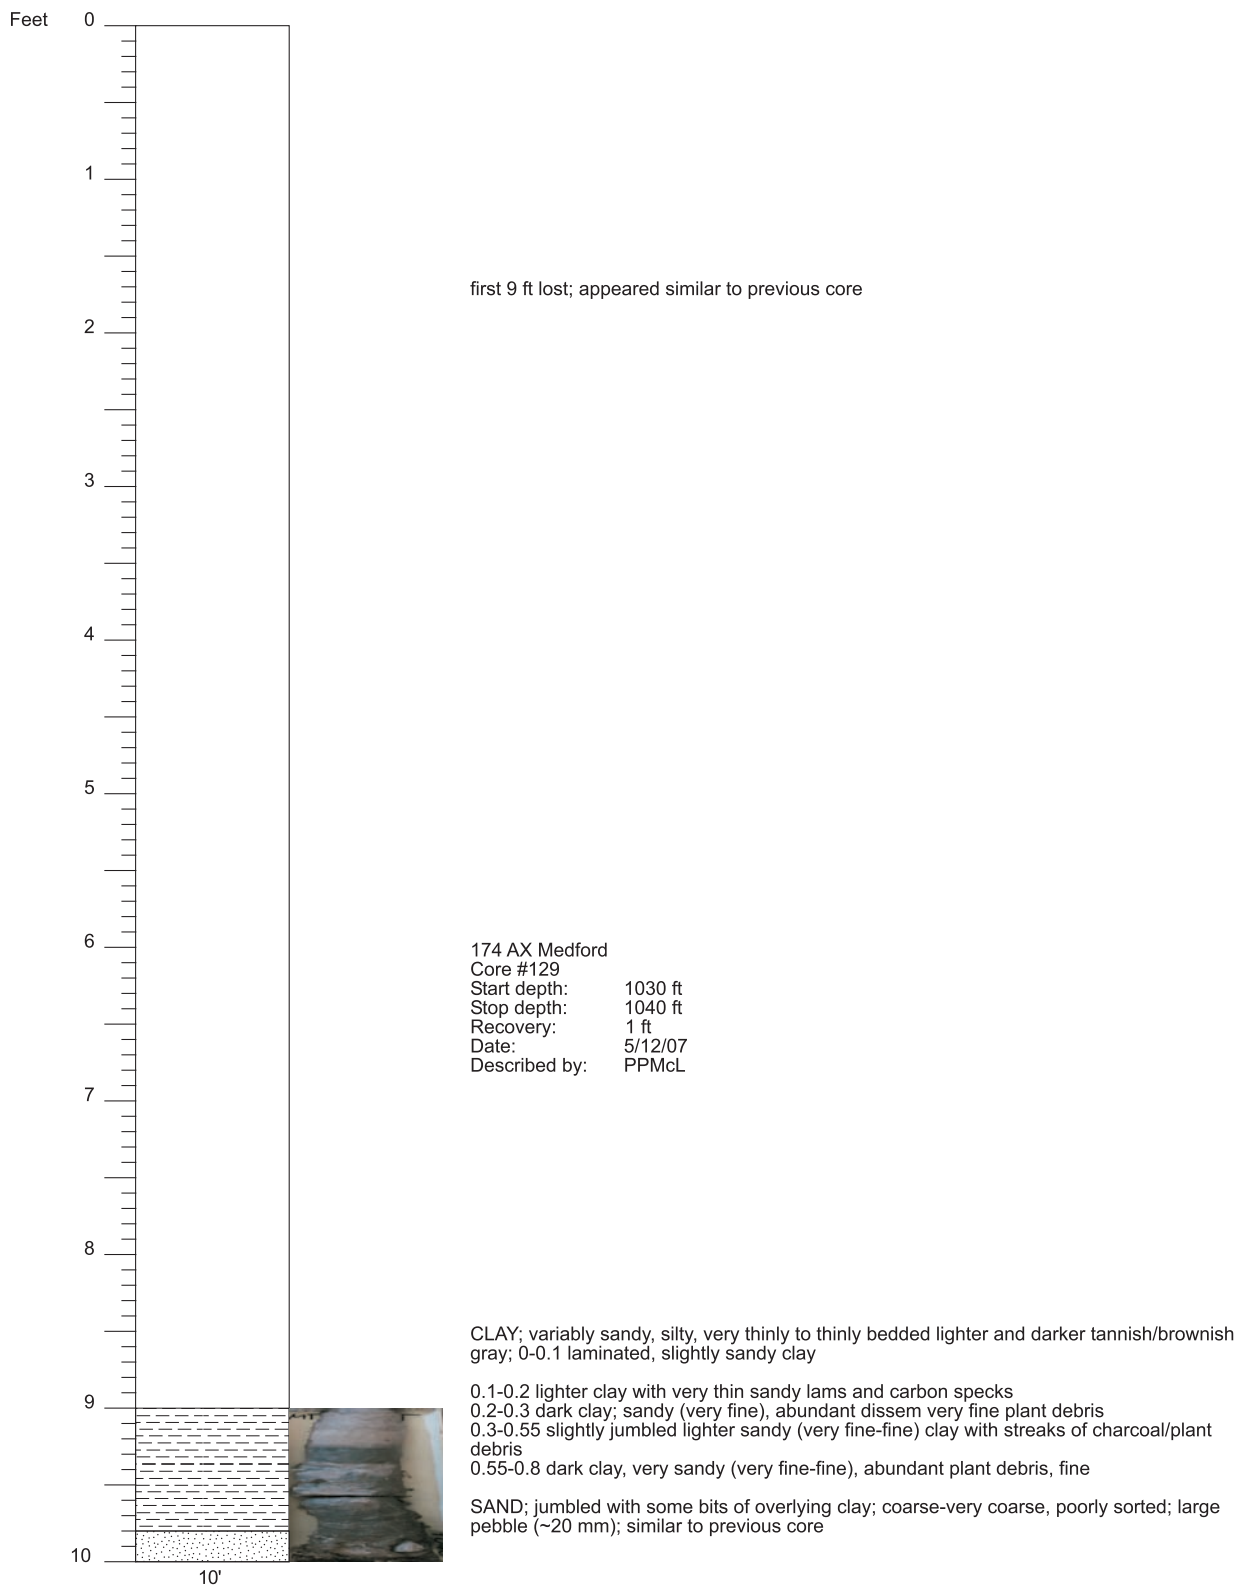 Feet
0
1
first 9 ft lost; appeared similar to previous core
2
3
4
5
6
174 AX Medford
Core #129
Start depth: 1030 ft
Stop depth: 1040 ft
Recovery: 1 ft
Date: 5/12/07
Described by: PPMcL
7
8
CLAY; variably sandy, silty, very thinly to thinly bedded lighter and darker tannish/brownish
gray; 0-0.1 laminated, slightly sandy clay
0.1-0.2 lighter clay with very thin sandy lams and carbon specks
9
0.2-0.3 dark clay; sandy (very fine), abundant dissem very fine plant debris
0.3-0.55 slightly jumbled lighter sandy (very fine-fine) clay with streaks of charcoal/plant
debris
0.55-0.8 dark clay, very sandy (very fine-fine), abundant plant debris, fine
SAND; jumbled with some bits of overlying clay; coarse-very coarse, poorly sorted; large
pebble (~20 mm); similar to previous core
10
10'